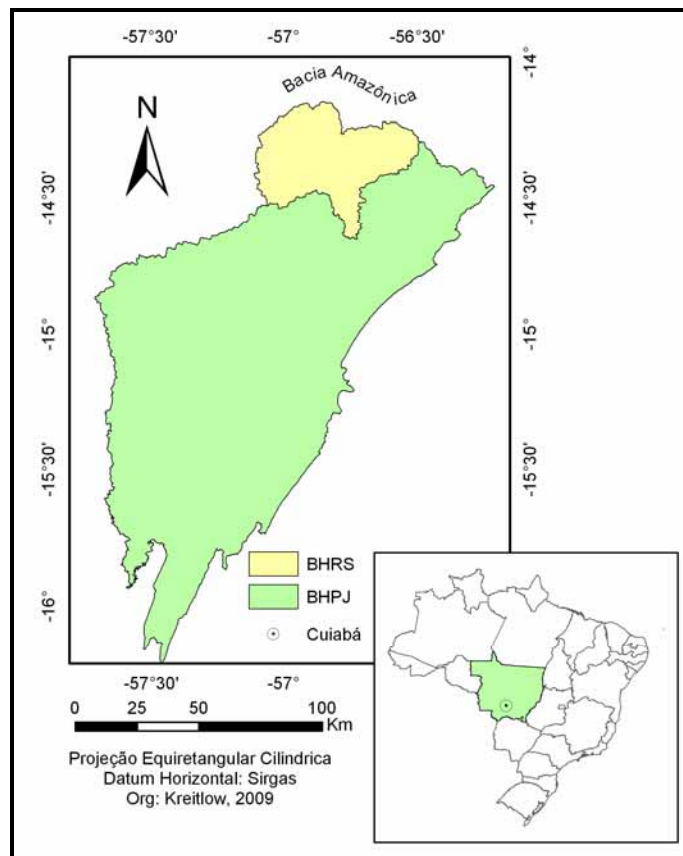 -57°30'
-57°
-56°30'
-14°
Bacia Amazônica
N
-14°30'
-14°30'
-15°
-15°
-15°30'
-15°30'
BHRS
BHPJ
-16°
Cuiabá
-57°30'
-57°
0 25 50 100
Km
Projeção Equiretangular Cilindrica
Datum Horizontal: Sirgas
Org: Kreitlow, 2009